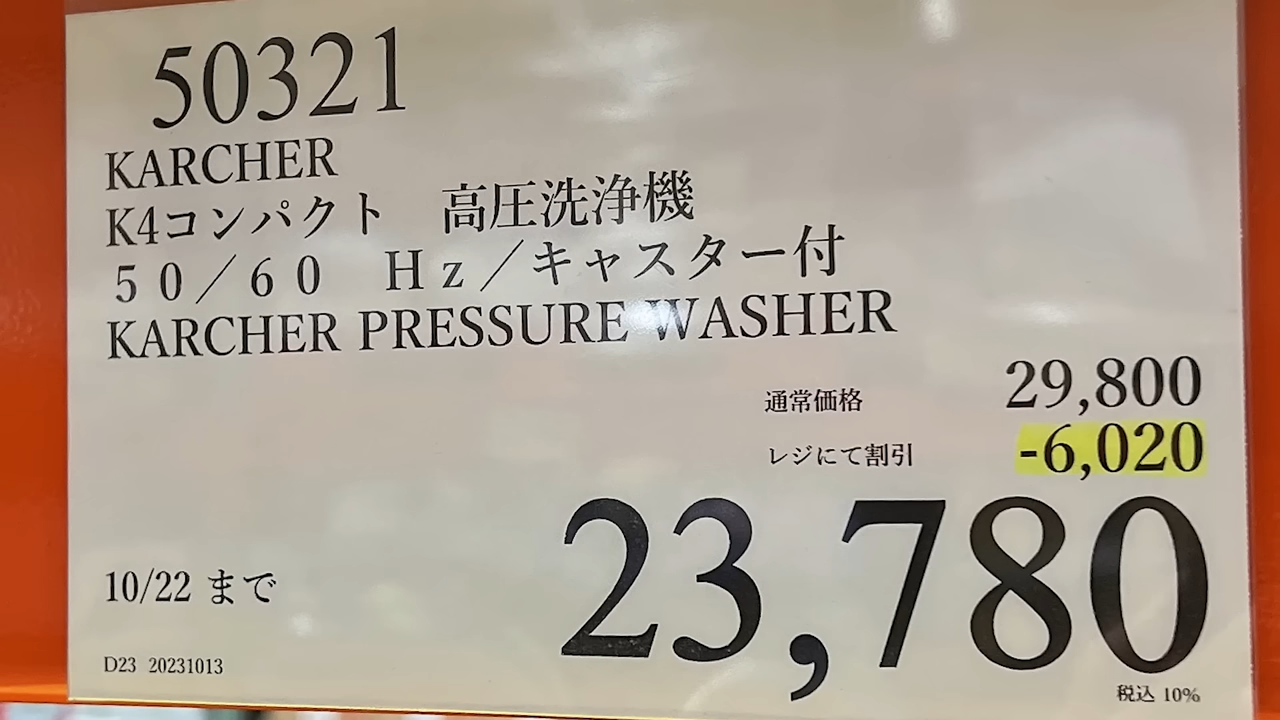 50321
KARCHER
K4コンパクト　高圧洗浄機
５０／６０　Ｈｚ／キャスター付
KARCHER PRESSURE WASHER
通常価格 29,800
レジにて割引 -6,020
23,780
10/22 まで
D23 20231013
税込 10%